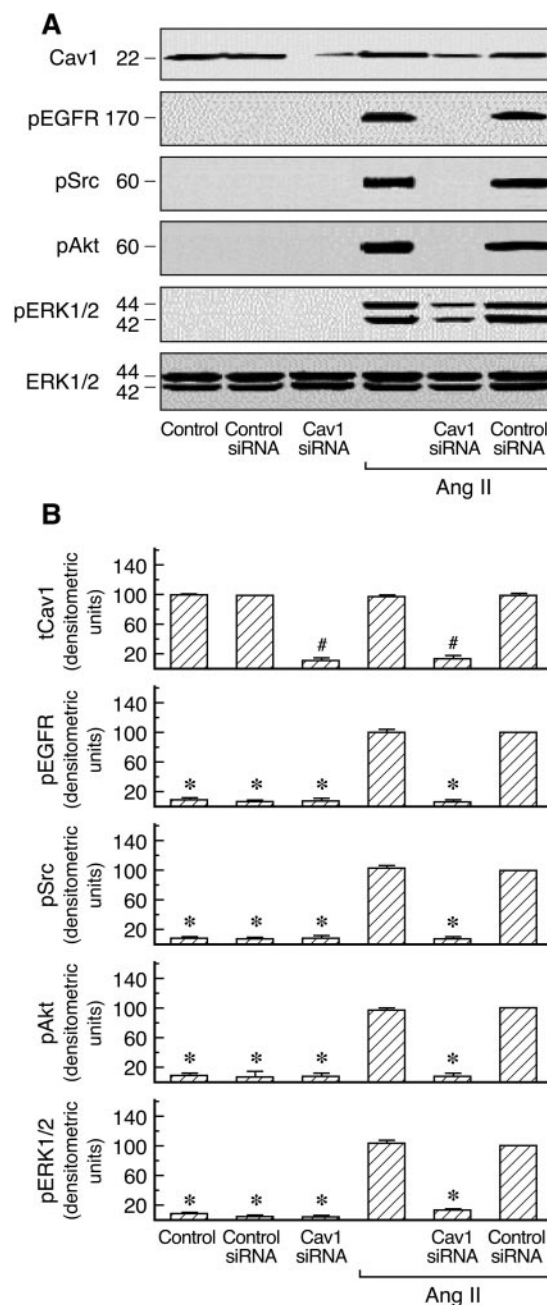 A
Cav1 22 –
pEGFR 170 –
pSrc 60 –
pAkt 60 –
pERK1/2 44 –
42 –
ERK1/2 44 –
42 –
Control Control siRNA Cav1 siRNA Cav1 siRNA Control siRNA
Ang II
B
tCav1 (densitometric units)
140
100
60
20
# #
pEGFR (densitometric units)
140
100
60
20
* * * *
pSrc (densitometric units)
140
100
60
20
* * * *
pAkt (densitometric units)
140
100
60
20
* * * *
pERK1/2 (densitometric units)
140
100
60
20
* * * *
Control Control siRNA Cav1 siRNA Cav1 siRNA Control siRNA
Ang II